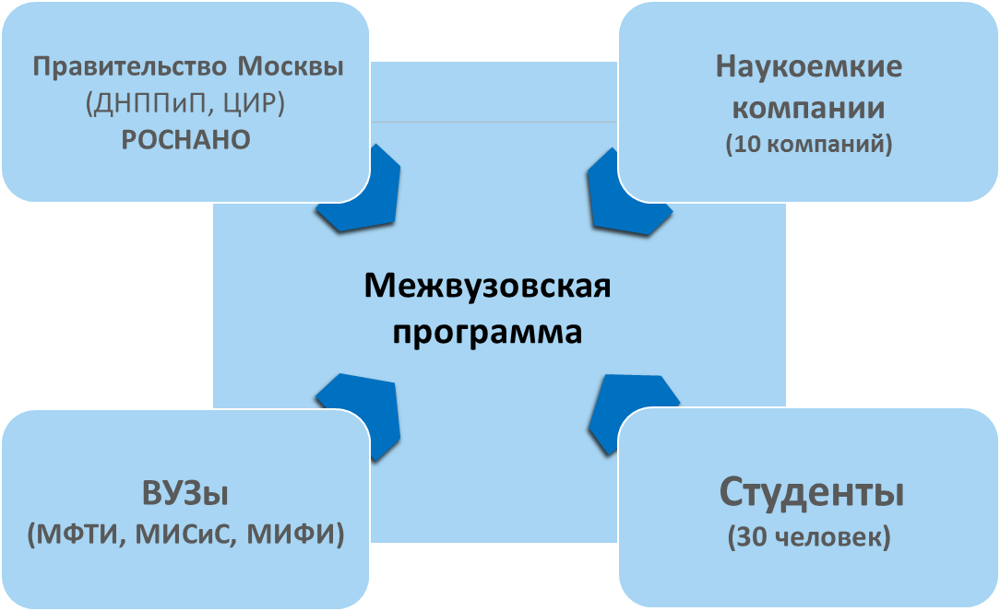 Правительство Москвы
(ДНППиП, ЦИР)
РОСНАНО
Наукоемкие
компании
(10 компаний)
Межвузовская
программа
ВУЗы
(МФТИ, МИСиС, МИФИ)
Студенты
(30 человек)